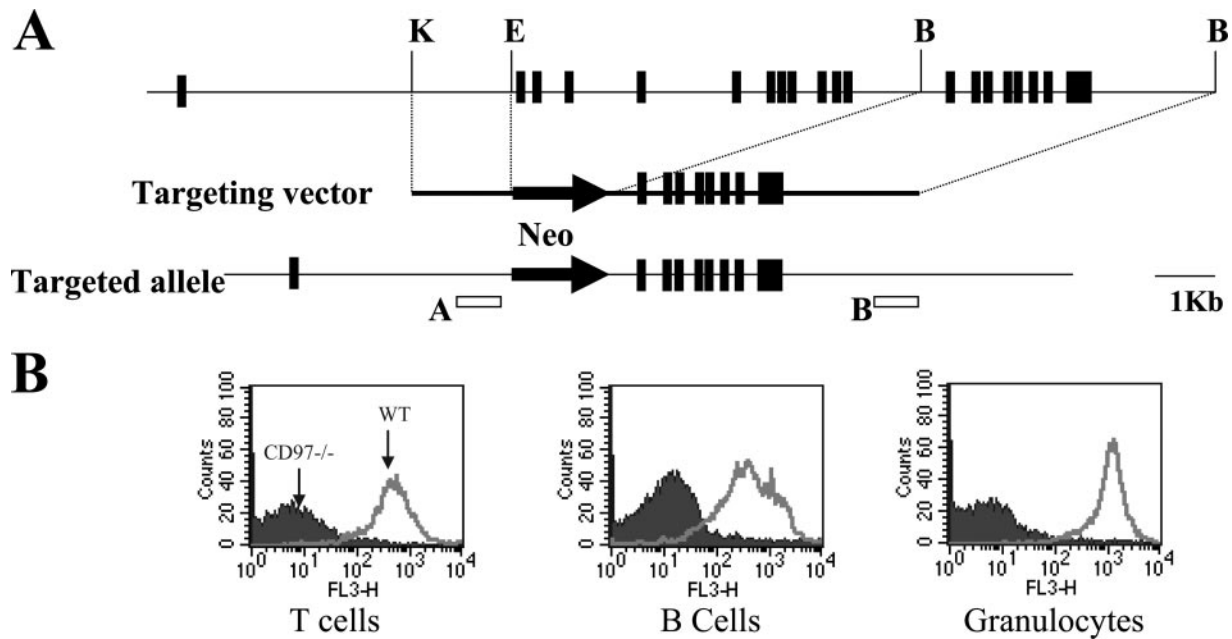 A
K E B B
Targeting vector
Neo
Targeted allele
A B 1Kb
B
100 80 60 40 20 0
Counts
CD97-/-
WT
10^0 10^1 10^2 10^3 10^4
FL3-H
T cells
100 80 60 40 20 0
Counts
10^0 10^1 10^2 10^3 10^4
FL3-H
B Cells
100 80 60 40 20 0
Counts
10^0 10^1 10^2 10^3 10^4
FL3-H
Granulocytes